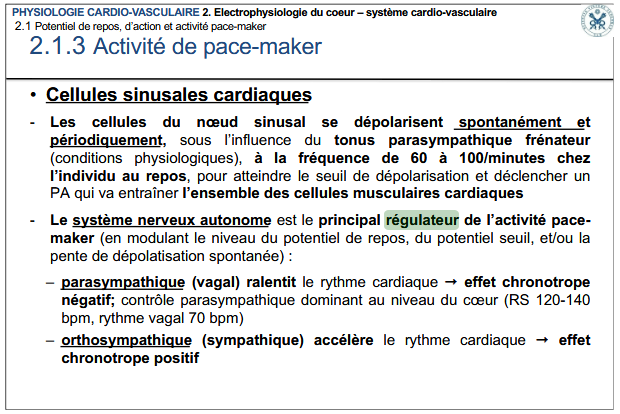 PHYSIOLOGIE CARDIO-VASCULAIRE 2. Electrophysiologie du coeur – système cardio-vasculaire
2.1 Potentiel de repos, d'action et activité pace-maker
2.1.3 Activité de pace-maker
• Cellules sinusales cardiaques
- Les cellules du nœud sinusal se dépolarisent spontanément et
périodiquement, sous l'influence du tonus parasympathique frénateur
(conditions physiologiques), à la fréquence de 60 à 100/minutes chez
l'individu au repos, pour atteindre le seuil de dépolarisation et déclencher un
PA qui va entraîner l'ensemble des cellules musculaires cardiaques
- Le système nerveux autonome est le principal régulateur de l'activité pace-
maker (en modulant le niveau du potentiel de repos, du potentiel seuil, et/ou la
pente de dépolatisation spontanée) :
– parasympathique (vagal) ralentit le rythme cardiaque → effet chronotrope
négatif; contrôle parasympathique dominant au niveau du cœur (RS 120-140
bpm, rythme vagal 70 bpm)
– orthosympathique (sympathique) accélère le rythme cardiaque → effet
chronotrope positif